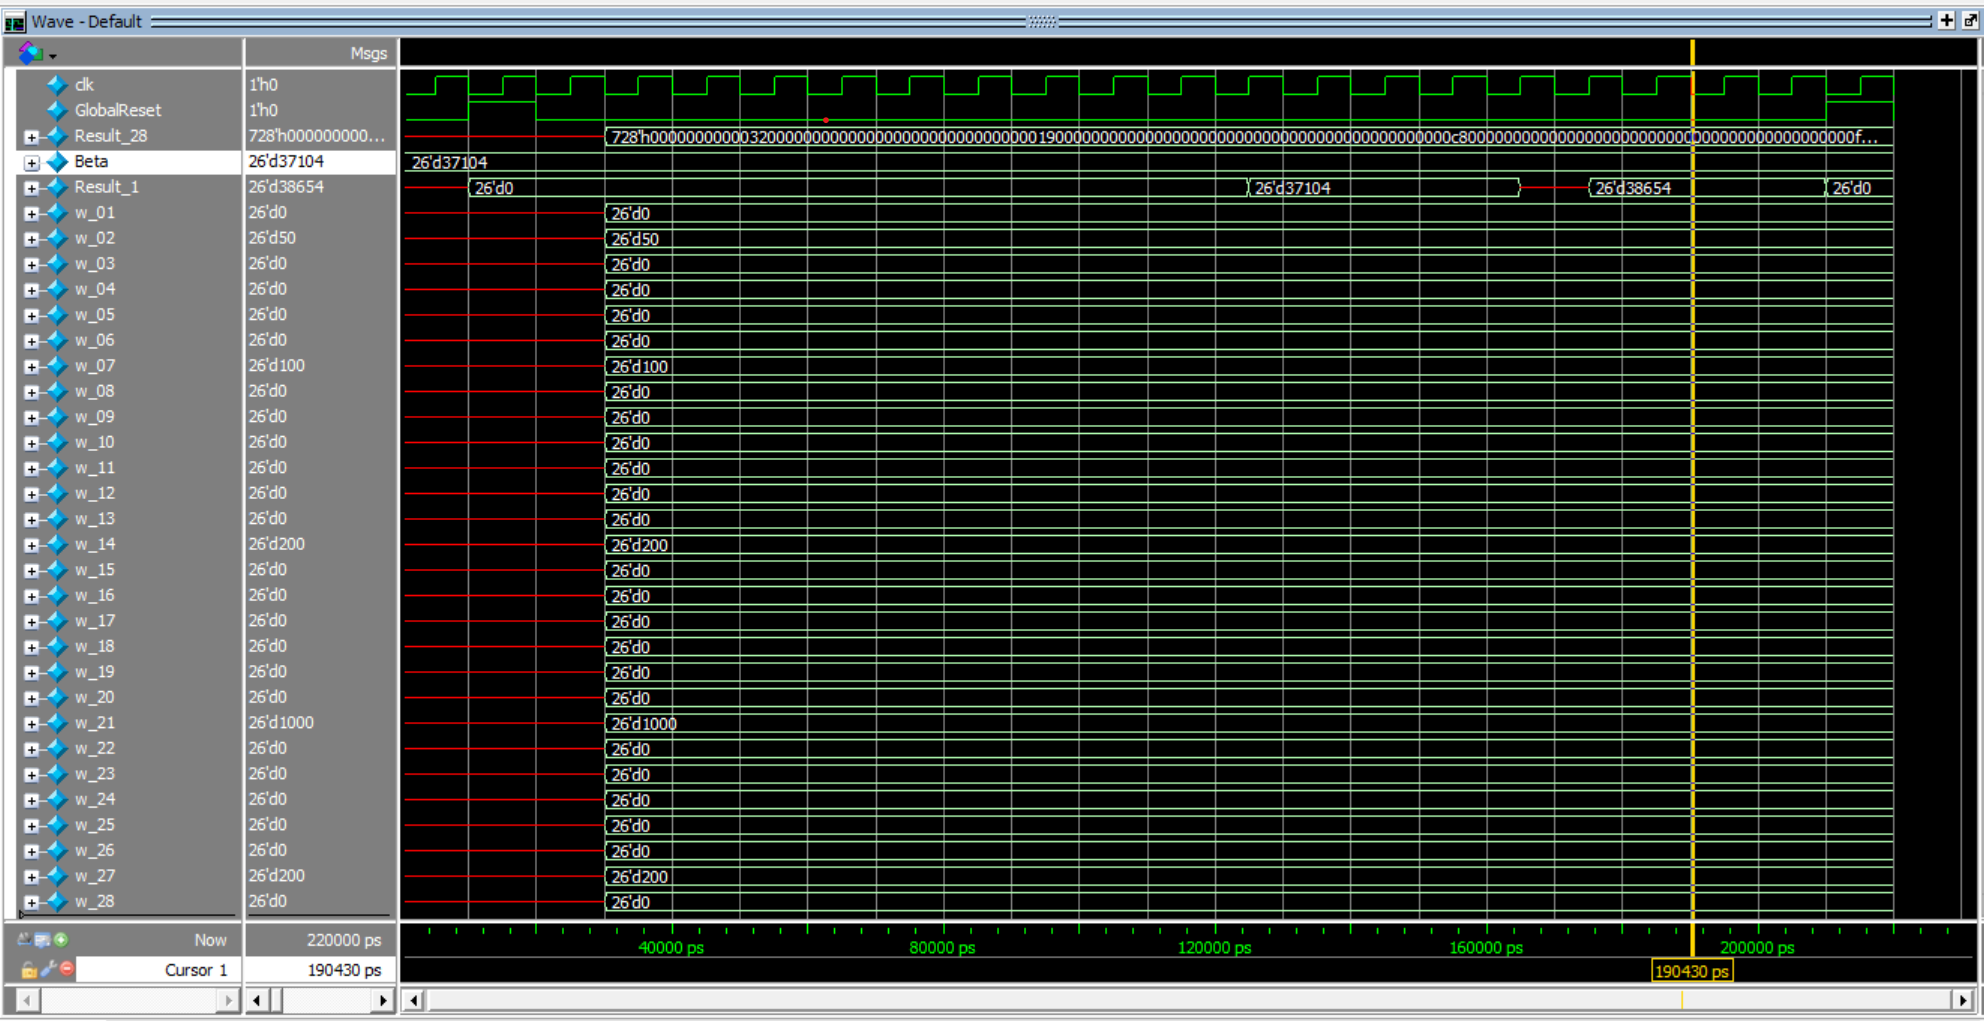 Wave - Default
Msgs
clk 1'h0
GlobalReset 1'h0
Result_28 728'h000000000...
Beta 26'd37104 26'd37104
Result_1 26'd38654 26'd0 26'd37104 26'd38654 26'd0
w_01 26'd0 26'd0
w_02 26'd50 26'd50
w_03 26'd0 26'd0
w_04 26'd0 26'd0
w_05 26'd0 26'd0
w_06 26'd0 26'd0
w_07 26'd100 26'd100
w_08 26'd0 26'd0
w_09 26'd0 26'd0
w_10 26'd0 26'd0
w_11 26'd0 26'd0
w_12 26'd0 26'd0
w_13 26'd0 26'd0
w_14 26'd200 26'd200
w_15 26'd0 26'd0
w_16 26'd0 26'd0
w_17 26'd0 26'd0
w_18 26'd0 26'd0
w_19 26'd0 26'd0
w_20 26'd0 26'd0
w_21 26'd1000 26'd1000
w_22 26'd0 26'd0
w_23 26'd0 26'd0
w_24 26'd0 26'd0
w_25 26'd0 26'd0
w_26 26'd0 26'd0
w_27 26'd200 26'd200
w_28 26'd0 26'd0
Now 220000 ps
40000 ps 80000 ps 120000 ps 160000 ps 200000 ps
Cursor 1 190430 ps 190430 ps